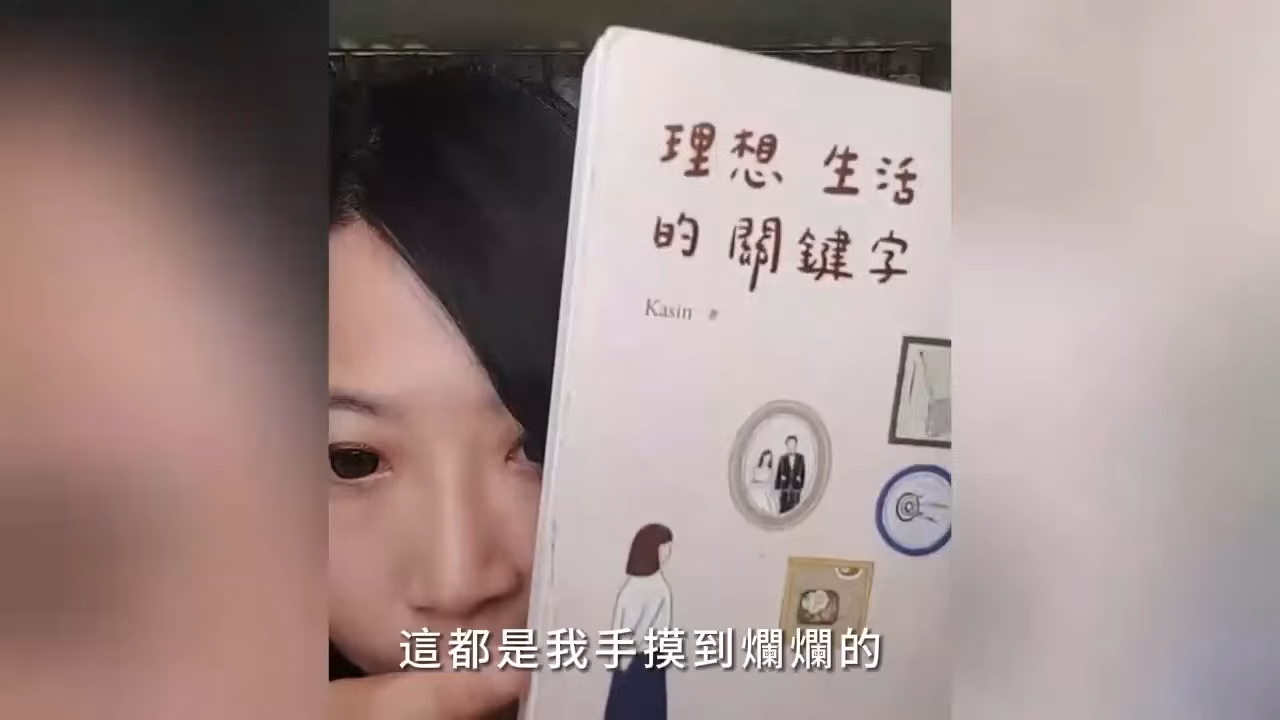 理想 生活
的 關鍵字
Kasin 著
這都是我手摸到爛爛的